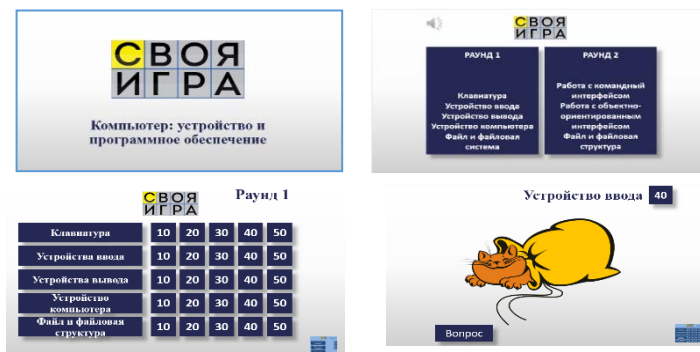 СВОЯ
ИГРА
Компьютер: устройство и
программное обеспечение
СВОЯ
ИГРА
РАУНД 1
Клавиатура
Устройство ввода
Устройство вывода
Устройство компьютера
Файл и файловая
система
РАУНД 2
Работа с командный
интерфейсом
Работа с объектно-
ориентированным
интерфейсом
Файл и файловая
структура
СВОЯ
ИГРА
Раунд 1
Клавиатура 10 20 30 40 50
Устройства ввода 10 20 30 40 50
Устройства вывода 10 20 30 40 50
Устройство
компьютера 10 20 30 40 50
Файл и файловая
структура 10 20 30 40 50
Устройство ввода 40
Вопрос